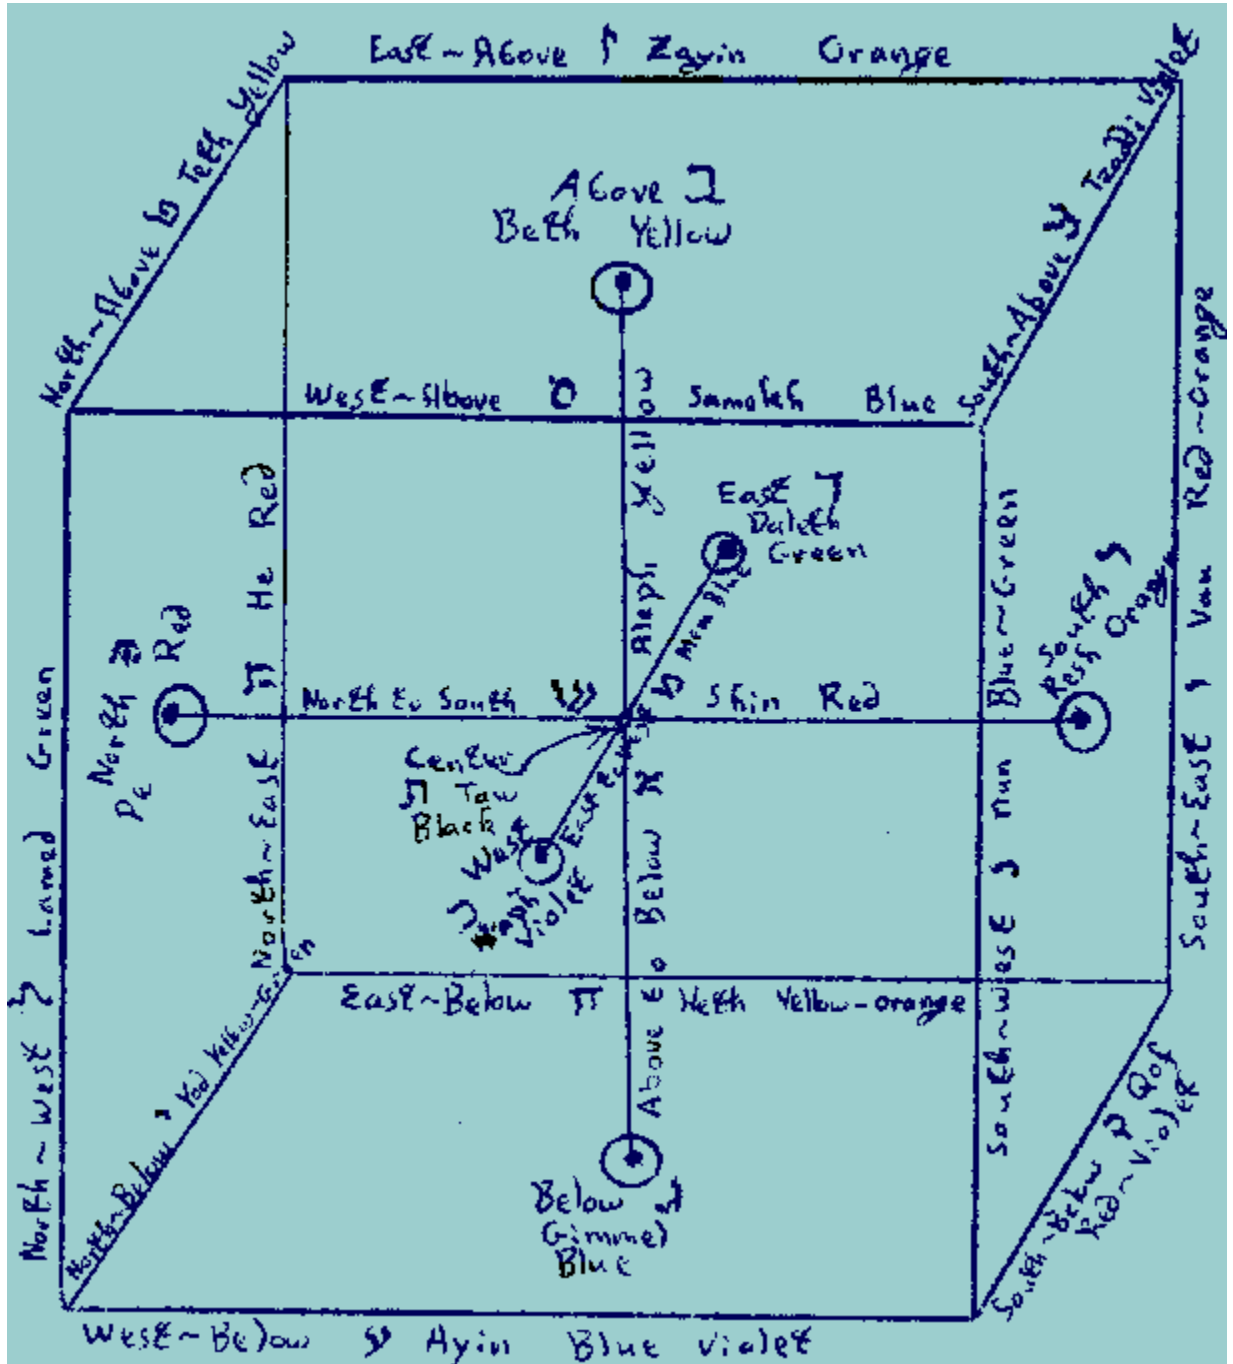 East~Above ז Zayin Orange
North~Above ט Teth Yellow
South~Above צ Tzaddi Violet
Above ב
Beth Yellow
West~Above ס Samekh Blue
East ד
Daleth
Green
Aleph Yellow
Above to Below א
Mem Blue
East to West מ
North to South ש Shin Red
Center
ת Taw
Black
North פ
Pe Red
South ר
Resh Orange
West
כ Kaph
Violet
North~East ה He Red
South~East ו Vau Red~Orange
North~West ל Lamed Green
South~West נ Nun Blue~Green
East~Below ח Heth Yellow-orange
North~Below י Yod Yellow-Green
South~Below ק Qof
Red~Violet
Below ג
Gimmel
Blue
West~Below ע Ayin Blue Violet